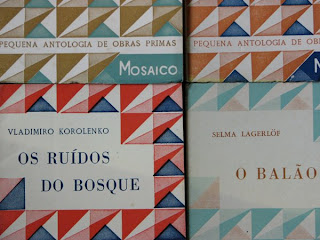 PEQUENA ANTOLOGIA DE OBRAS PRIMAS
MOSAICO
PEQUENA ANTOLOGIA DE OBRAS PRIMAS
VLADIMIRO KOROLENKO
OS RUÍDOS
DO BOSQUE
SELMA LAGERLÖF
O BALÃO